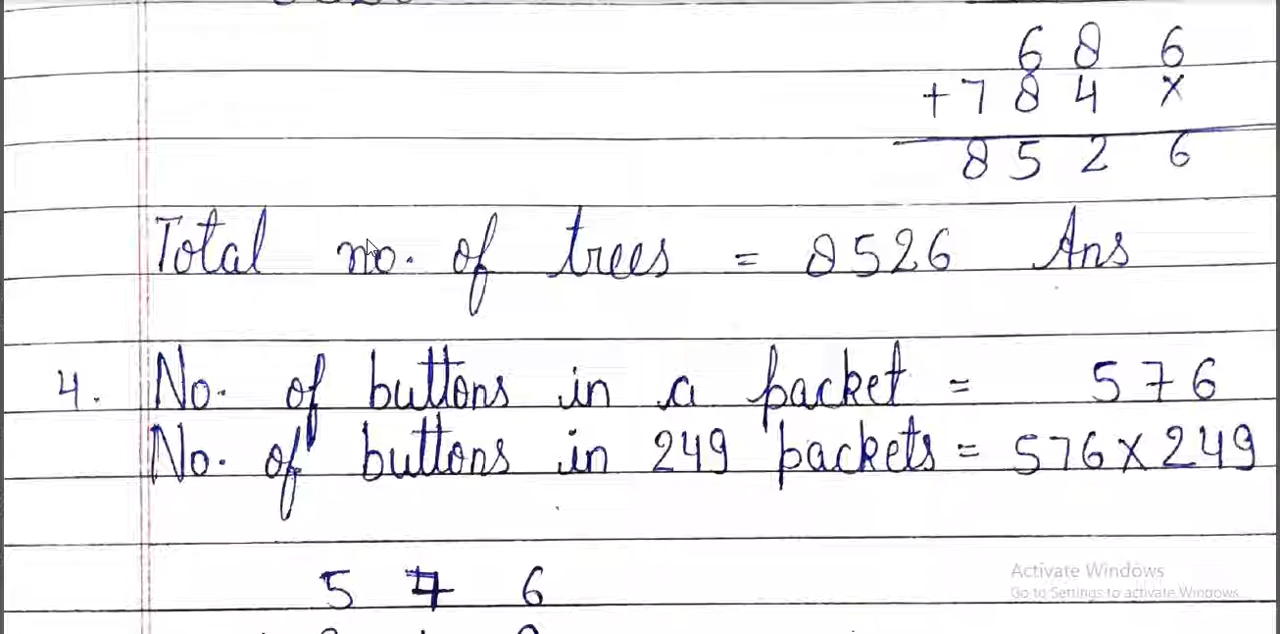 6 8 6
+ 7 8 4 x
8 5 2 6
Total no. of trees = 8526 Ans
4. No. of buttons in a packet = 576
No. of buttons in 249 packets = 576 x 249
5 7 6
Activate Windows
Go to Settings to activate Windows.